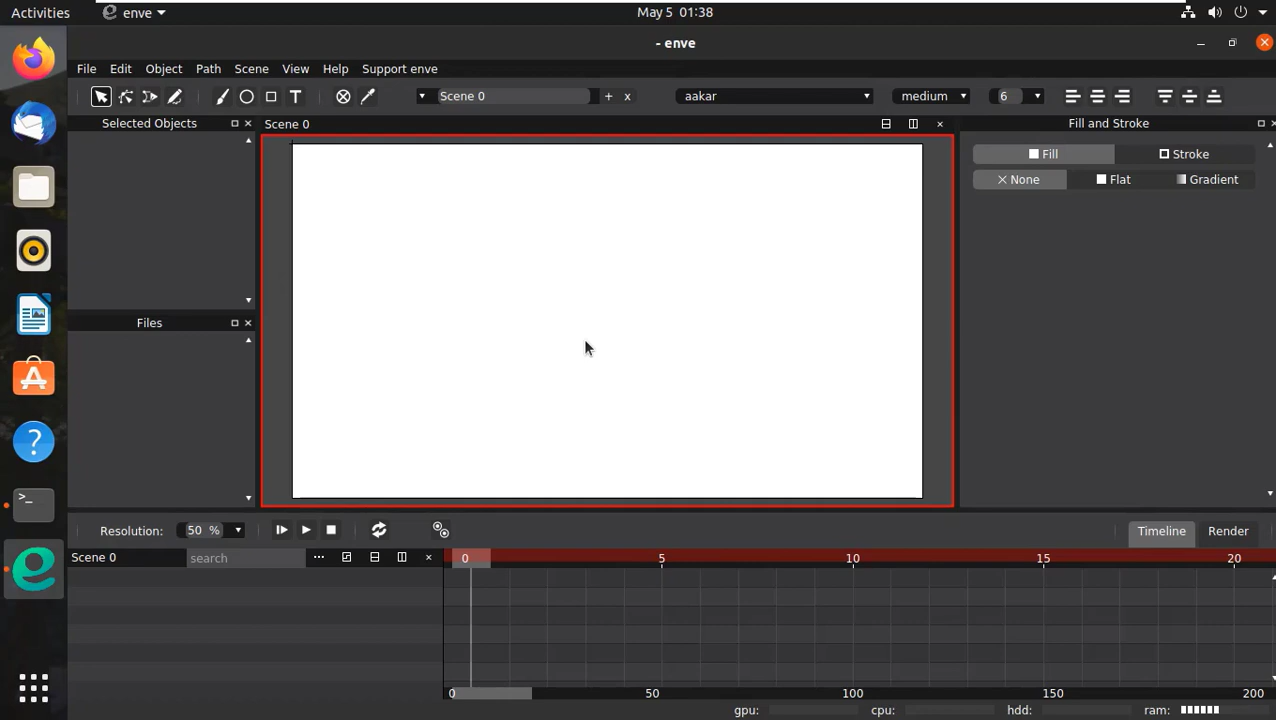 Activities enve May 5 01:38
- enve
File Edit Object Path Scene View Help Support enve
Scene 0 + x aakar medium 6
Selected Objects Scene 0 Fill and Stroke
Fill Stroke
None Flat Gradient
Files
Resolution: 50 % Timeline Render
Scene 0 search ... 0 5 10 15 20
0 50 100 150 200
gpu: cpu: hdd: ram: